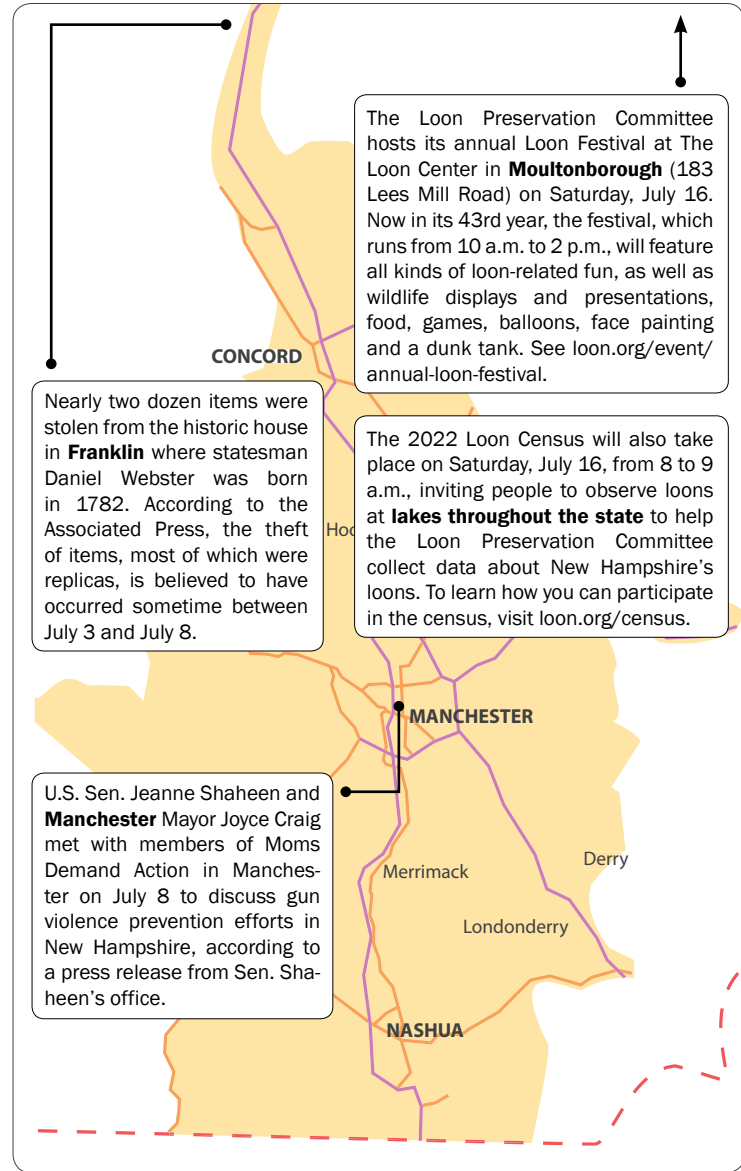 The Loon Preservation Committee
hosts its annual Loon Festival at The
Loon Center in Moultonborough (183
Lees Mill Road) on Saturday, July 16.
Now in its 43rd year, the festival, which
runs from 10 a.m. to 2 p.m., will feature
all kinds of loon-related fun, as well as
wildlife displays and presentations,
food, games, balloons, face painting
and a dunk tank. See loon.org/event/
annual-loon-festival.
CONCORD
Nearly two dozen items were
stolen from the historic house
in Franklin where statesman
Daniel Webster was born
in 1782. According to the
Associated Press, the theft
of items, most of which were
replicas, is believed to have
occurred sometime between
July 3 and July 8.
The 2022 Loon Census will also take
place on Saturday, July 16, from 8 to 9
a.m., inviting people to observe loons
at lakes throughout the state to help
the Loon Preservation Committee
collect data about New Hampshire's
loons. To learn how you can participate
in the census, visit loon.org/census.
MANCHESTER
U.S. Sen. Jeanne Shaheen and
Manchester Mayor Joyce Craig
met with members of Moms
Demand Action in Manches-
ter on July 8 to discuss gun
violence prevention efforts in
New Hampshire, according to
a press release from Sen. Sha-
heen's office.
Merrimack
Derry
Londonderry
NASHUA